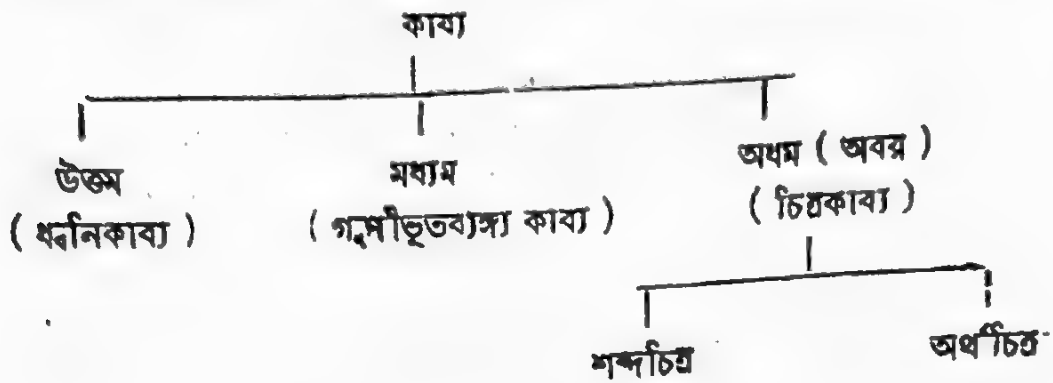 কাব্য
উত্তম মধ্যম অধম ( অবর )
( ধ্বনিকাব্য ) ( গুণীভূতব্যঙ্গ্য কাব্য ) ( চিত্রকাব্য )
শব্দচিত্র অর্থচিত্র